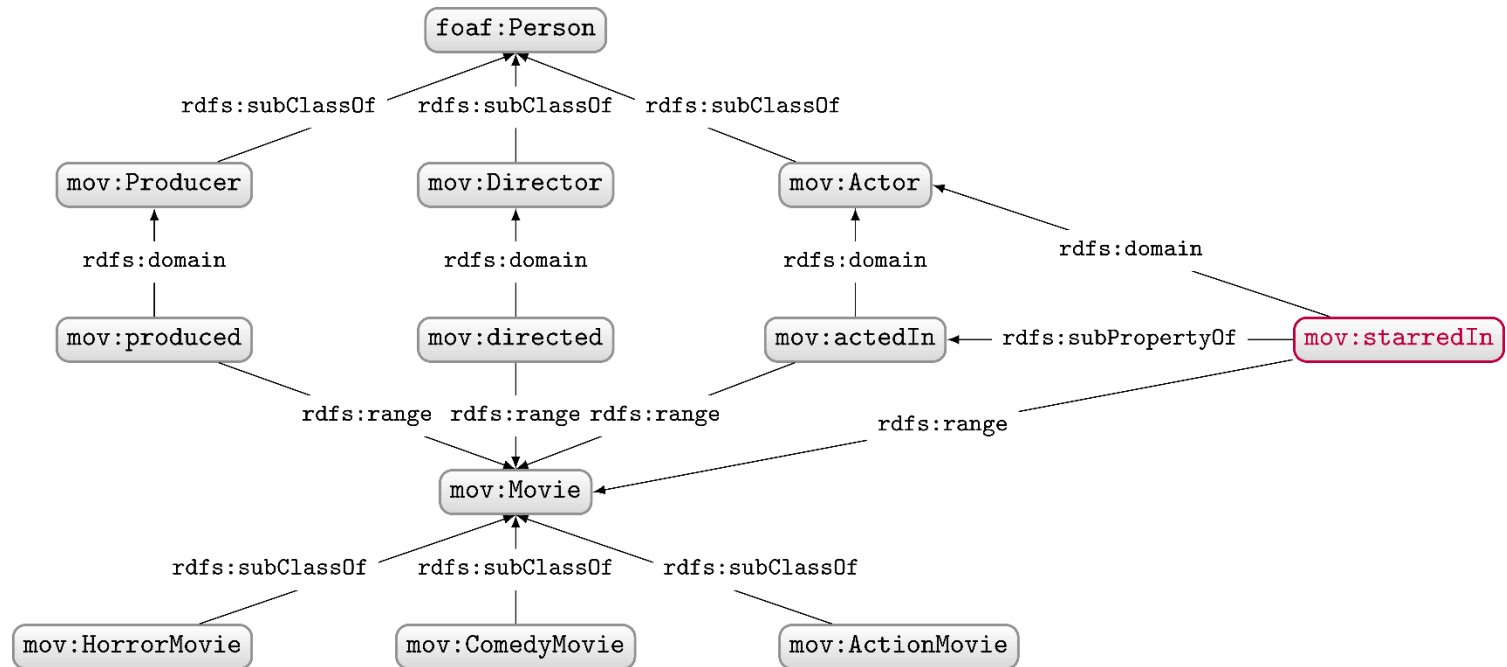 foaf:Person
rdfs:subClassOf rdfs:subClassOf rdfs:subClassOf
mov:Producer mov:Director mov:Actor
rdfs:domain rdfs:domain rdfs:domain rdfs:domain
mov:produced mov:directed mov:actedIn rdfs:subPropertyOf mov:starredIn
rdfs:range rdfs:range rdfs:range rdfs:range
mov:Movie
rdfs:subClassOf rdfs:subClassOf rdfs:subClassOf
mov:HorrorMovie mov:ComedyMovie mov:ActionMovie